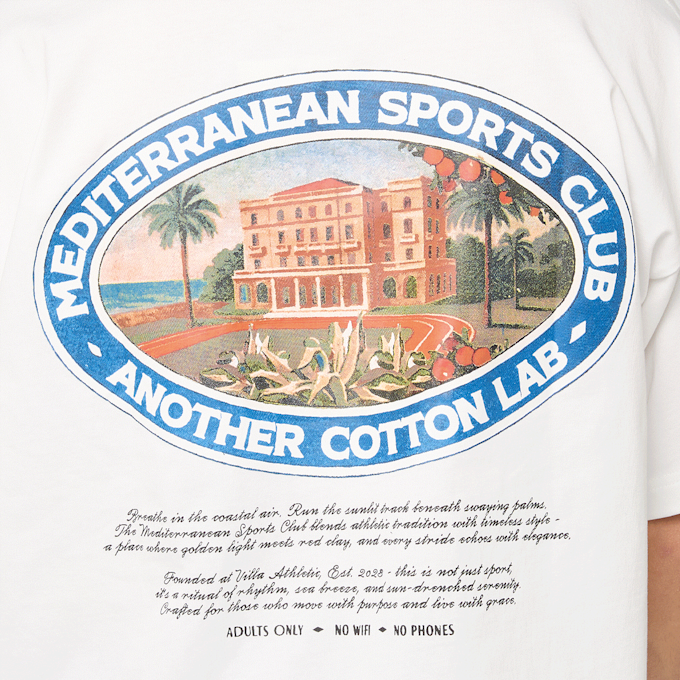 MEDITERRANEAN SPORTS CLUB
- ANOTHER COTTON LAB -
Breathe in the coastal air. Run the sunlit track beneath swaying palms.
The Mediterranean Sports Club blends athletic tradition with timeless style -
a place where golden light meets red clay, and every stride echoes with elegance.
Founded at Villa Athletic, Est. 2023 - this is not just sport,
it's a ritual of rhythm, sea breeze, and sun-drenched serenity.
Crafted for those who move with purpose and live with grace.
ADULTS ONLY ◆ NO WIFI ◆ NO PHONES